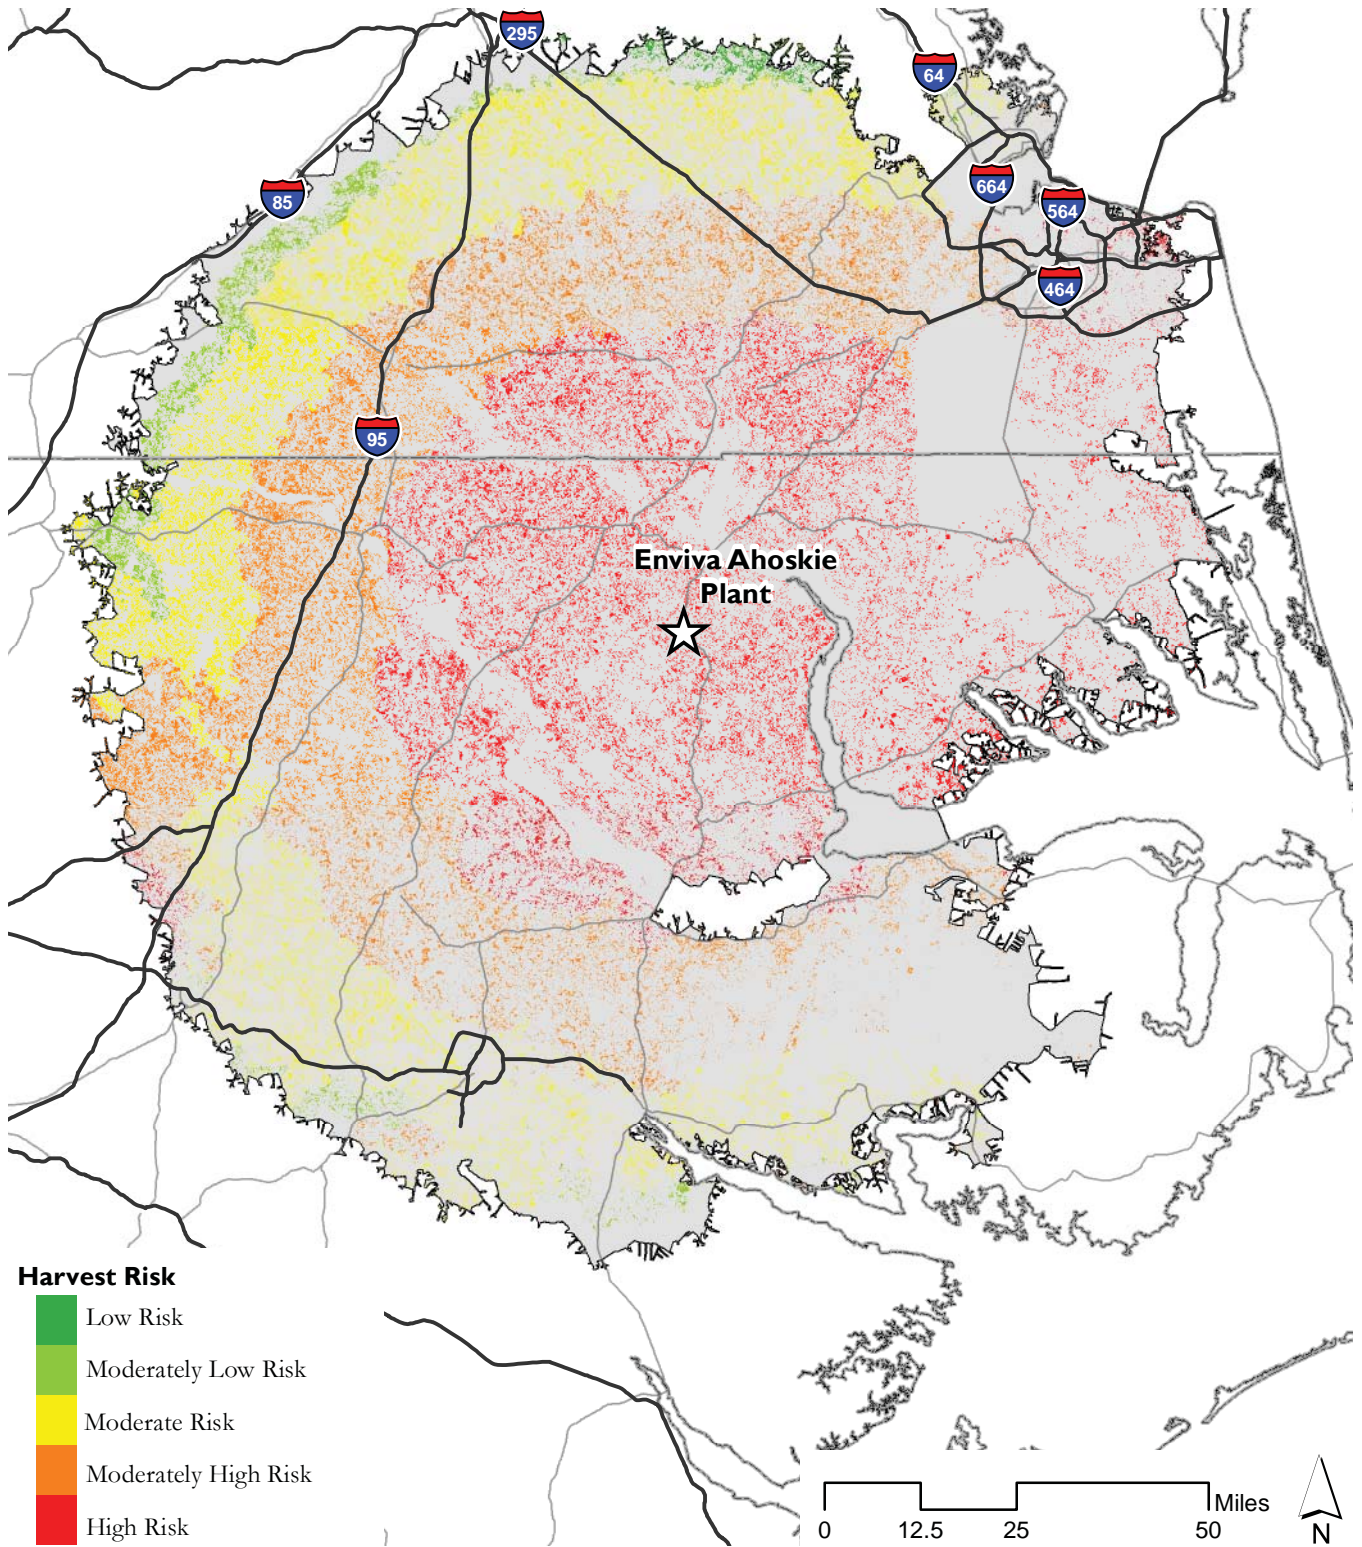 295
64
85
664
564
464
95
Enviva Ahoskie
Plant
Harvest Risk
Low Risk
Moderately Low Risk
Moderate Risk
Moderately High Risk
High Risk
Miles
0 12.5 25 50
N